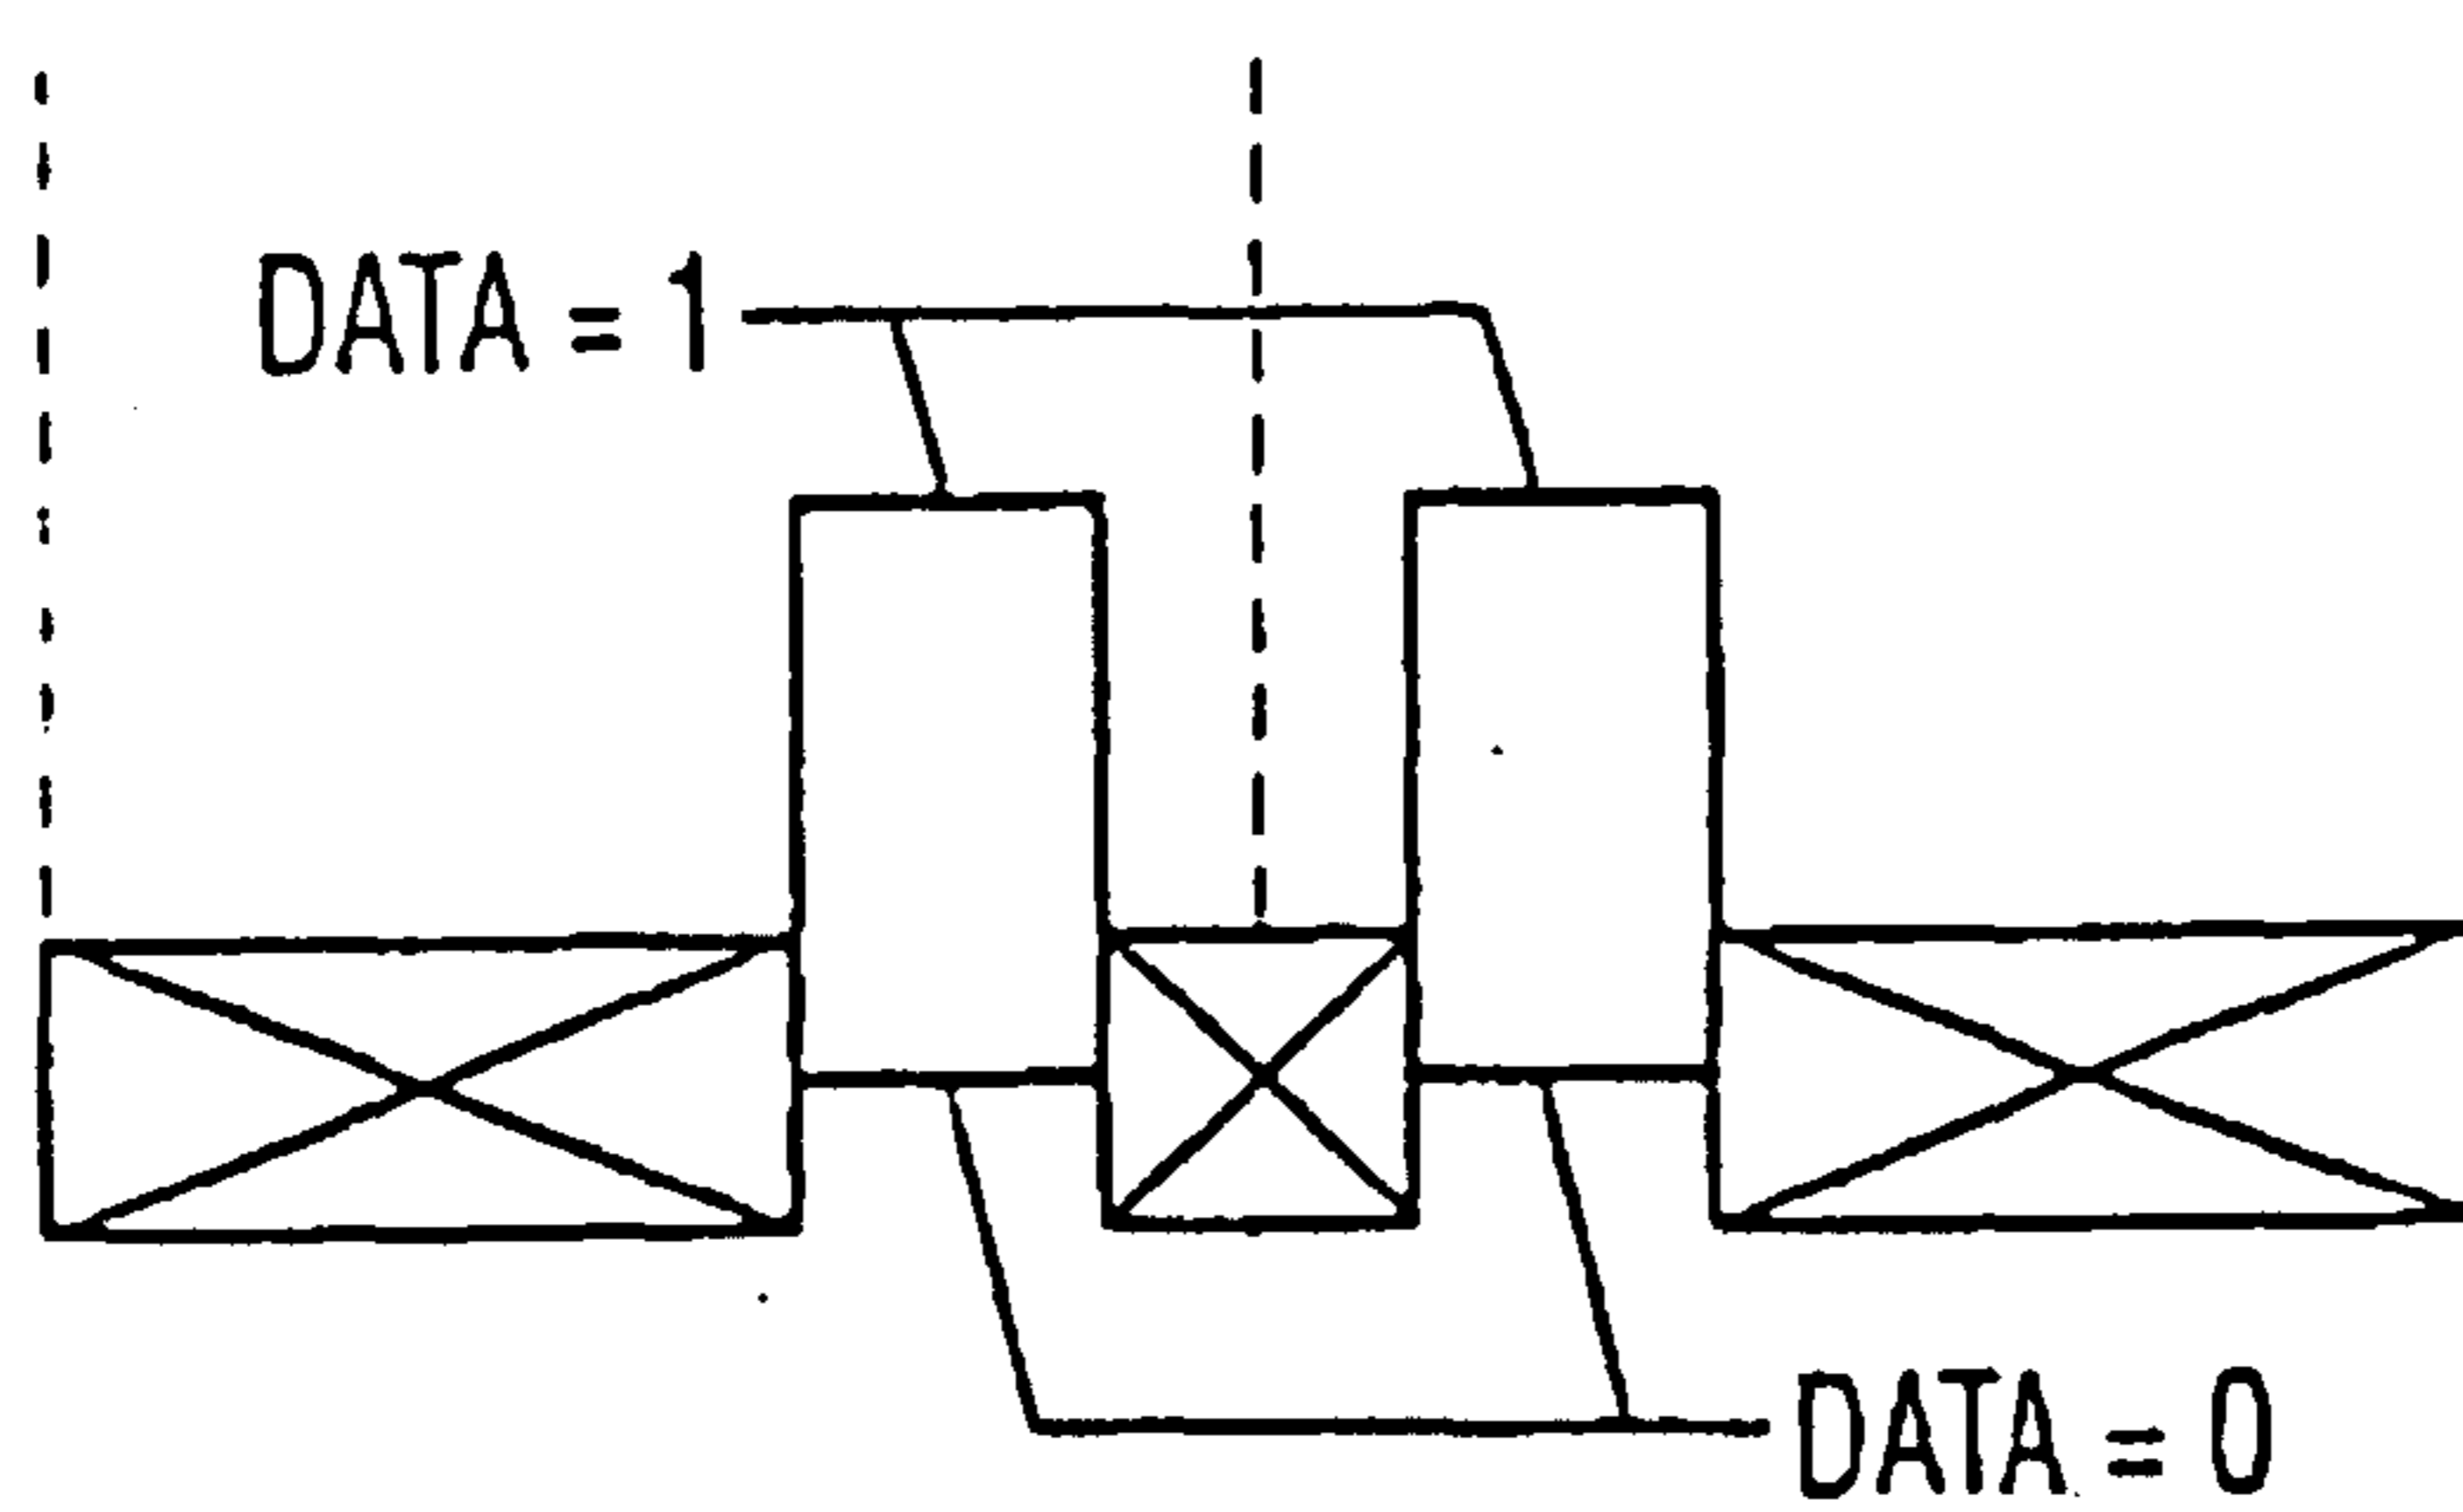 DATA = 1
DATA = 0